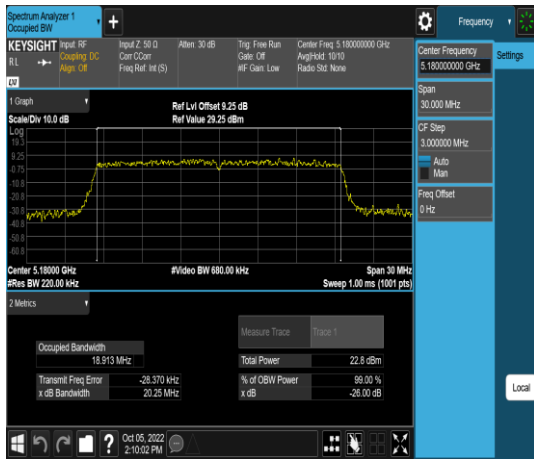 Spectrum Analyzer 1
Occupied BW
Frequency
KEYSIGHT
RL
LXI
Input: RF
Coupling: DC
Align: Off
Input Z: 50 Ω
Corr CCorr
Freq Ref: Int (S)
Atten: 30 dB
Trig: Free Run
Gate: Off
#IF Gain: Low
Center Freq: 5.180000000 GHz
Avg|Hold: 10/10
Radio Std: None
Center Frequency
5.180000000 GHz
Settings
Span
30.000 MHz
CF Step
3.000000 MHz
Auto
Man
Freq Offset
0 Hz
Local
1 Graph
Scale/Div 10.0 dB
Ref Lvl Offset 9.25 dB
Ref Value 29.25 dBm
Log
19.3
9.25
-0.75
-10.8
-20.8
-30.8
-40.8
-50.8
-60.8
Center 5.18000 GHz
#Video BW 680.00 kHz
Span 30 MHz
#Res BW 220.00 kHz
Sweep 1.00 ms (1001 pts)
2 Metrics
Measure Trace
Trace 1
Occupied Bandwidth
18.913 MHz
Total Power
22.8 dBm
Transmit Freq Error
-28.370 kHz
% of OBW Power
99.00 %
x dB Bandwidth
20.25 MHz
x dB
-26.00 dB
Oct 05, 2022
2:10:02 PM